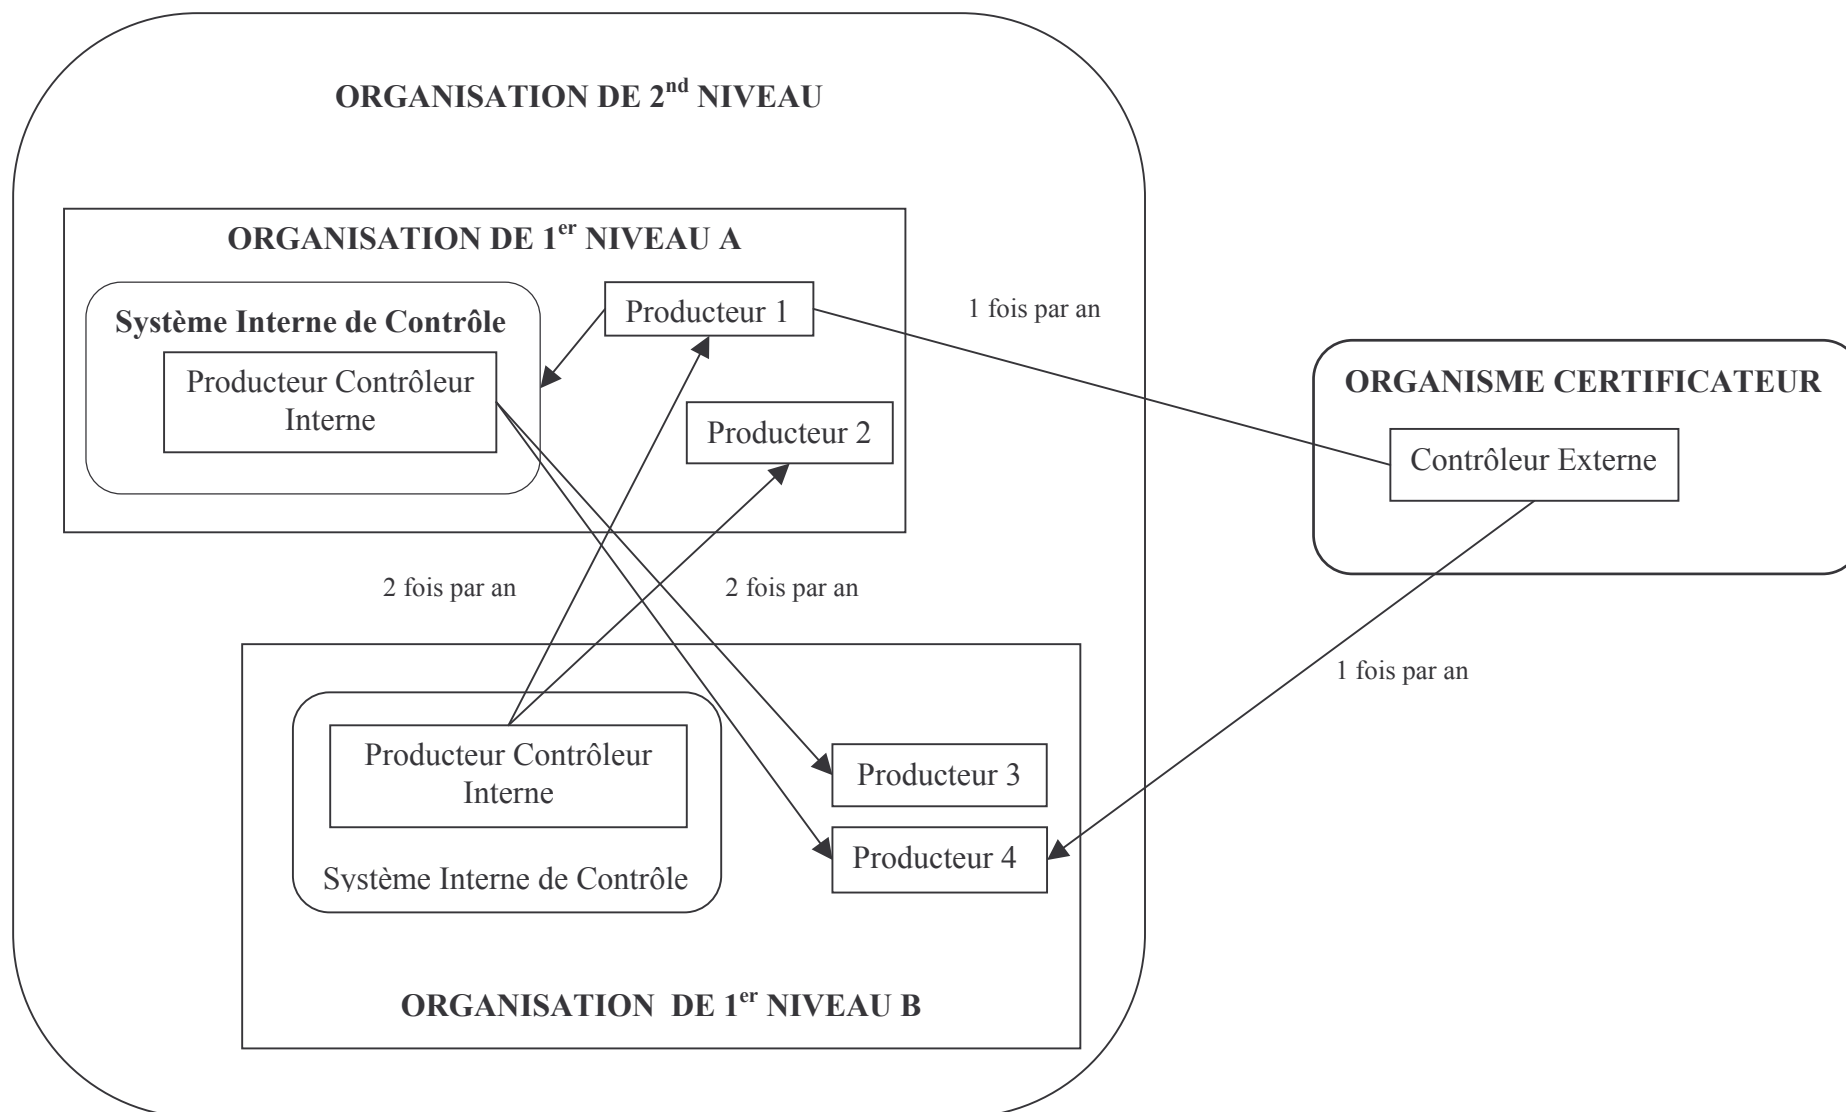 ORGANISATION DE 2nd NIVEAU
ORGANISATION DE 1er NIVEAU A
Système Interne de Contrôle
Producteur Contrôleur
Interne
Producteur 1
Producteur 2
1 fois par an
ORGANISME CERTIFICATEUR
Contrôleur Externe
2 fois par an
2 fois par an
1 fois par an
Producteur Contrôleur
Interne
Système Interne de Contrôle
Producteur 3
Producteur 4
ORGANISATION DE 1er NIVEAU B